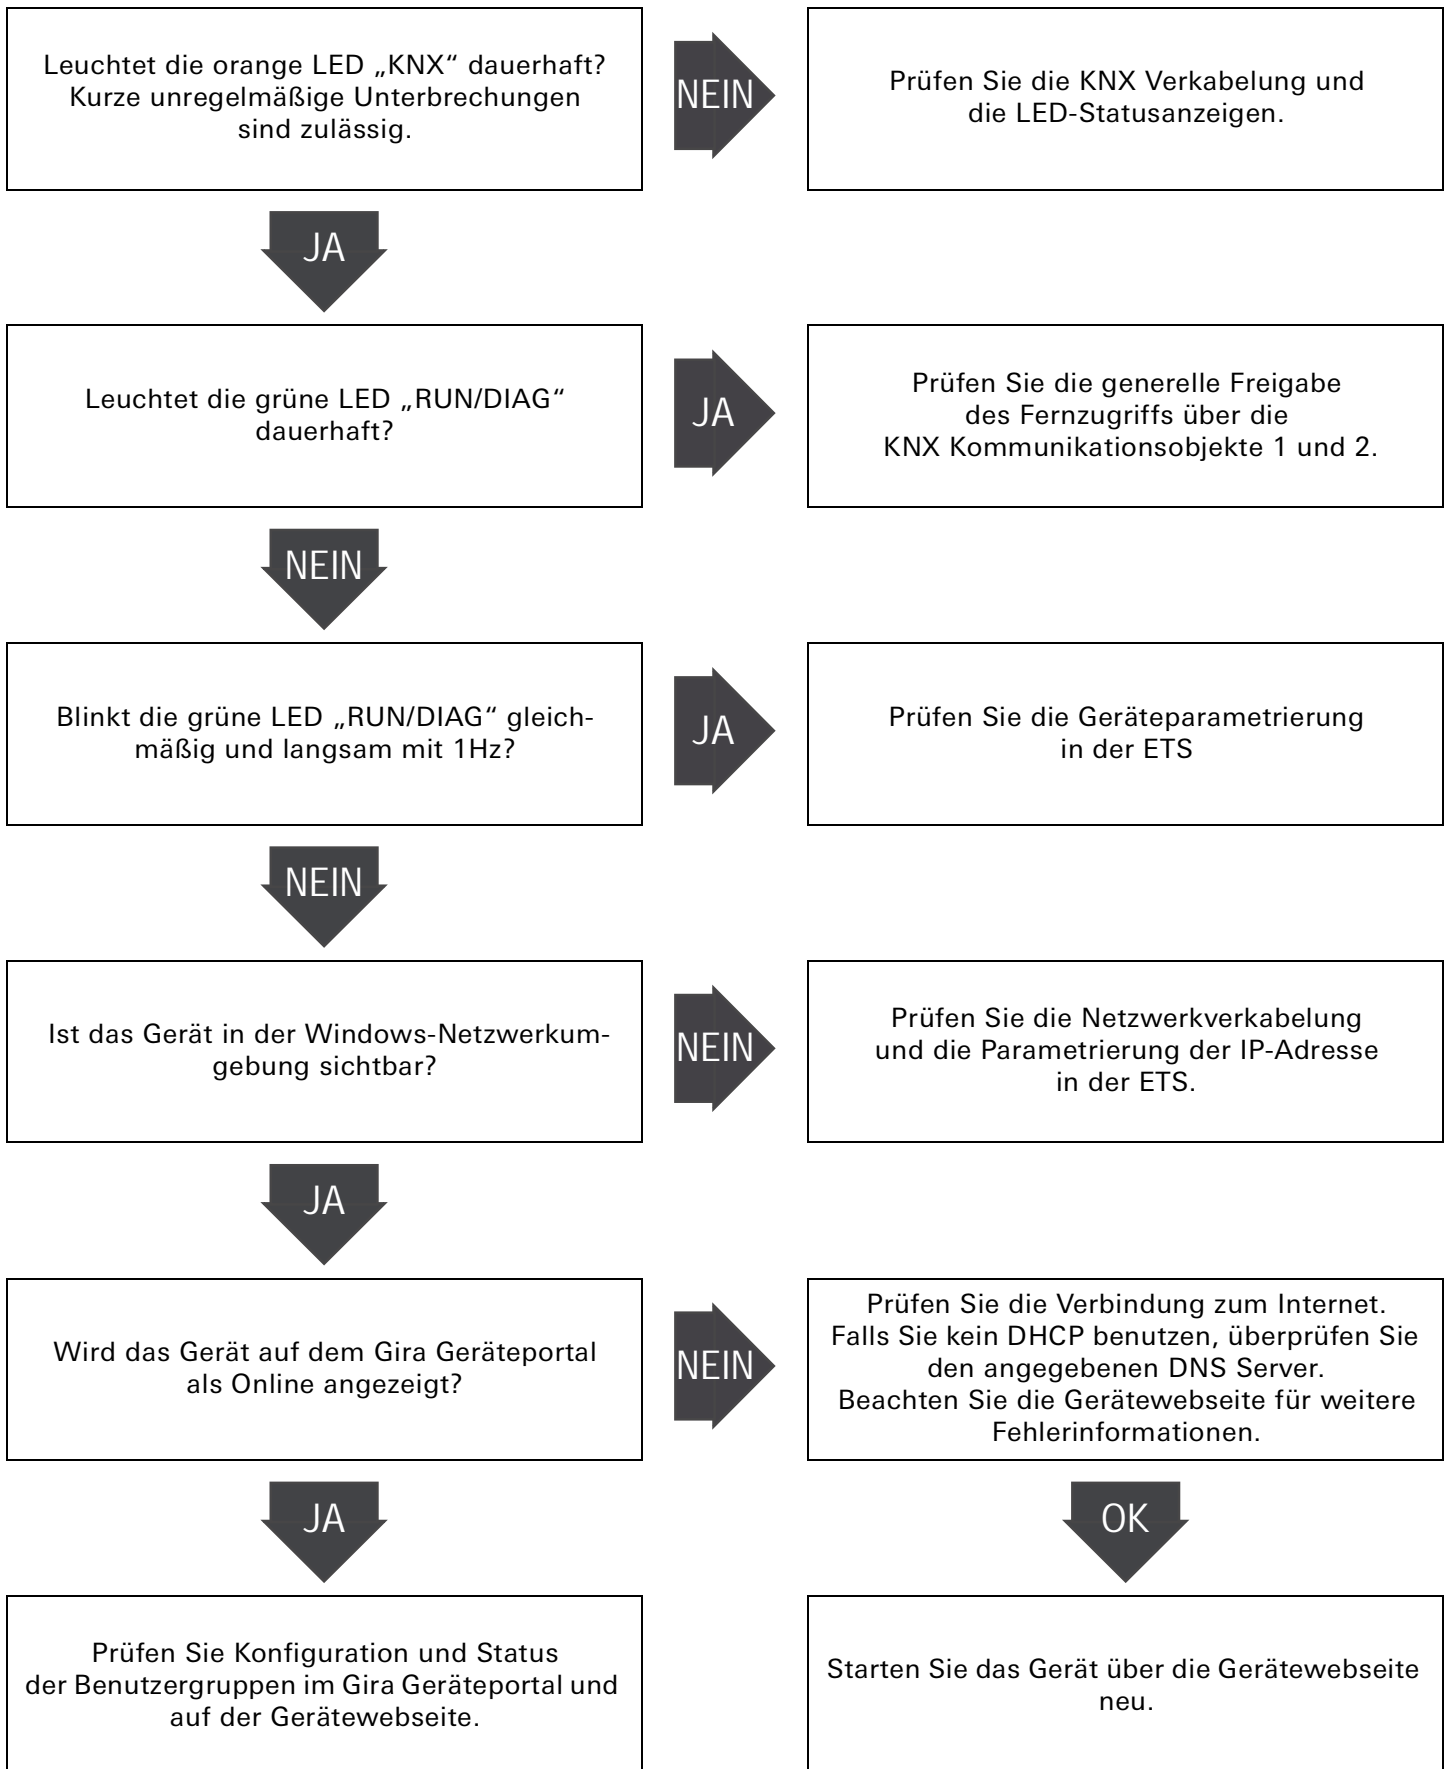 Leuchtet die orange LED „KNX“ dauerhaft?
Kurze unregelmäßige Unterbrechungen
sind zulässig.
NEIN
Prüfen Sie die KNX Verkabelung und
die LED-Statusanzeigen.
JA
Leuchtet die grüne LED „RUN/DIAG“
dauerhaft?
JA
Prüfen Sie die generelle Freigabe
des Fernzugriffs über die
KNX Kommunikationsobjekte 1 und 2.
NEIN
Blinkt die grüne LED „RUN/DIAG“ gleich-
mäßig und langsam mit 1Hz?
JA
Prüfen Sie die Geräteparametrierung
in der ETS
NEIN
Ist das Gerät in der Windows-Netzwerkum-
gebung sichtbar?
NEIN
Prüfen Sie die Netzwerkverkabelung
und die Parametrierung der IP-Adresse
in der ETS.
JA
Wird das Gerät auf dem Gira Geräteportal
als Online angezeigt?
NEIN
Prüfen Sie die Verbindung zum Internet.
Falls Sie kein DHCP benutzen, überprüfen Sie
den angegebenen DNS Server.
Beachten Sie die Gerätewebseite für weitere
Fehlerinformationen.
JA
OK
Prüfen Sie Konfiguration und Status
der Benutzergruppen im Gira Geräteportal und
auf der Gerätewebseite.
Starten Sie das Gerät über die Gerätewebseite
neu.